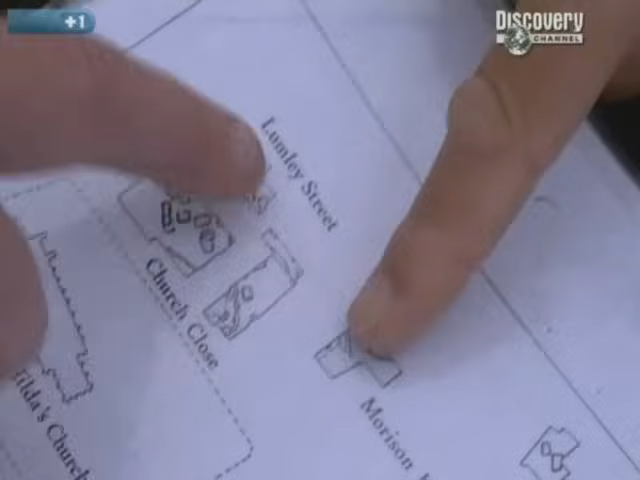 +1
Discovery
CHANNEL
Lumley Street
Church Close
Morison
ilda's Church